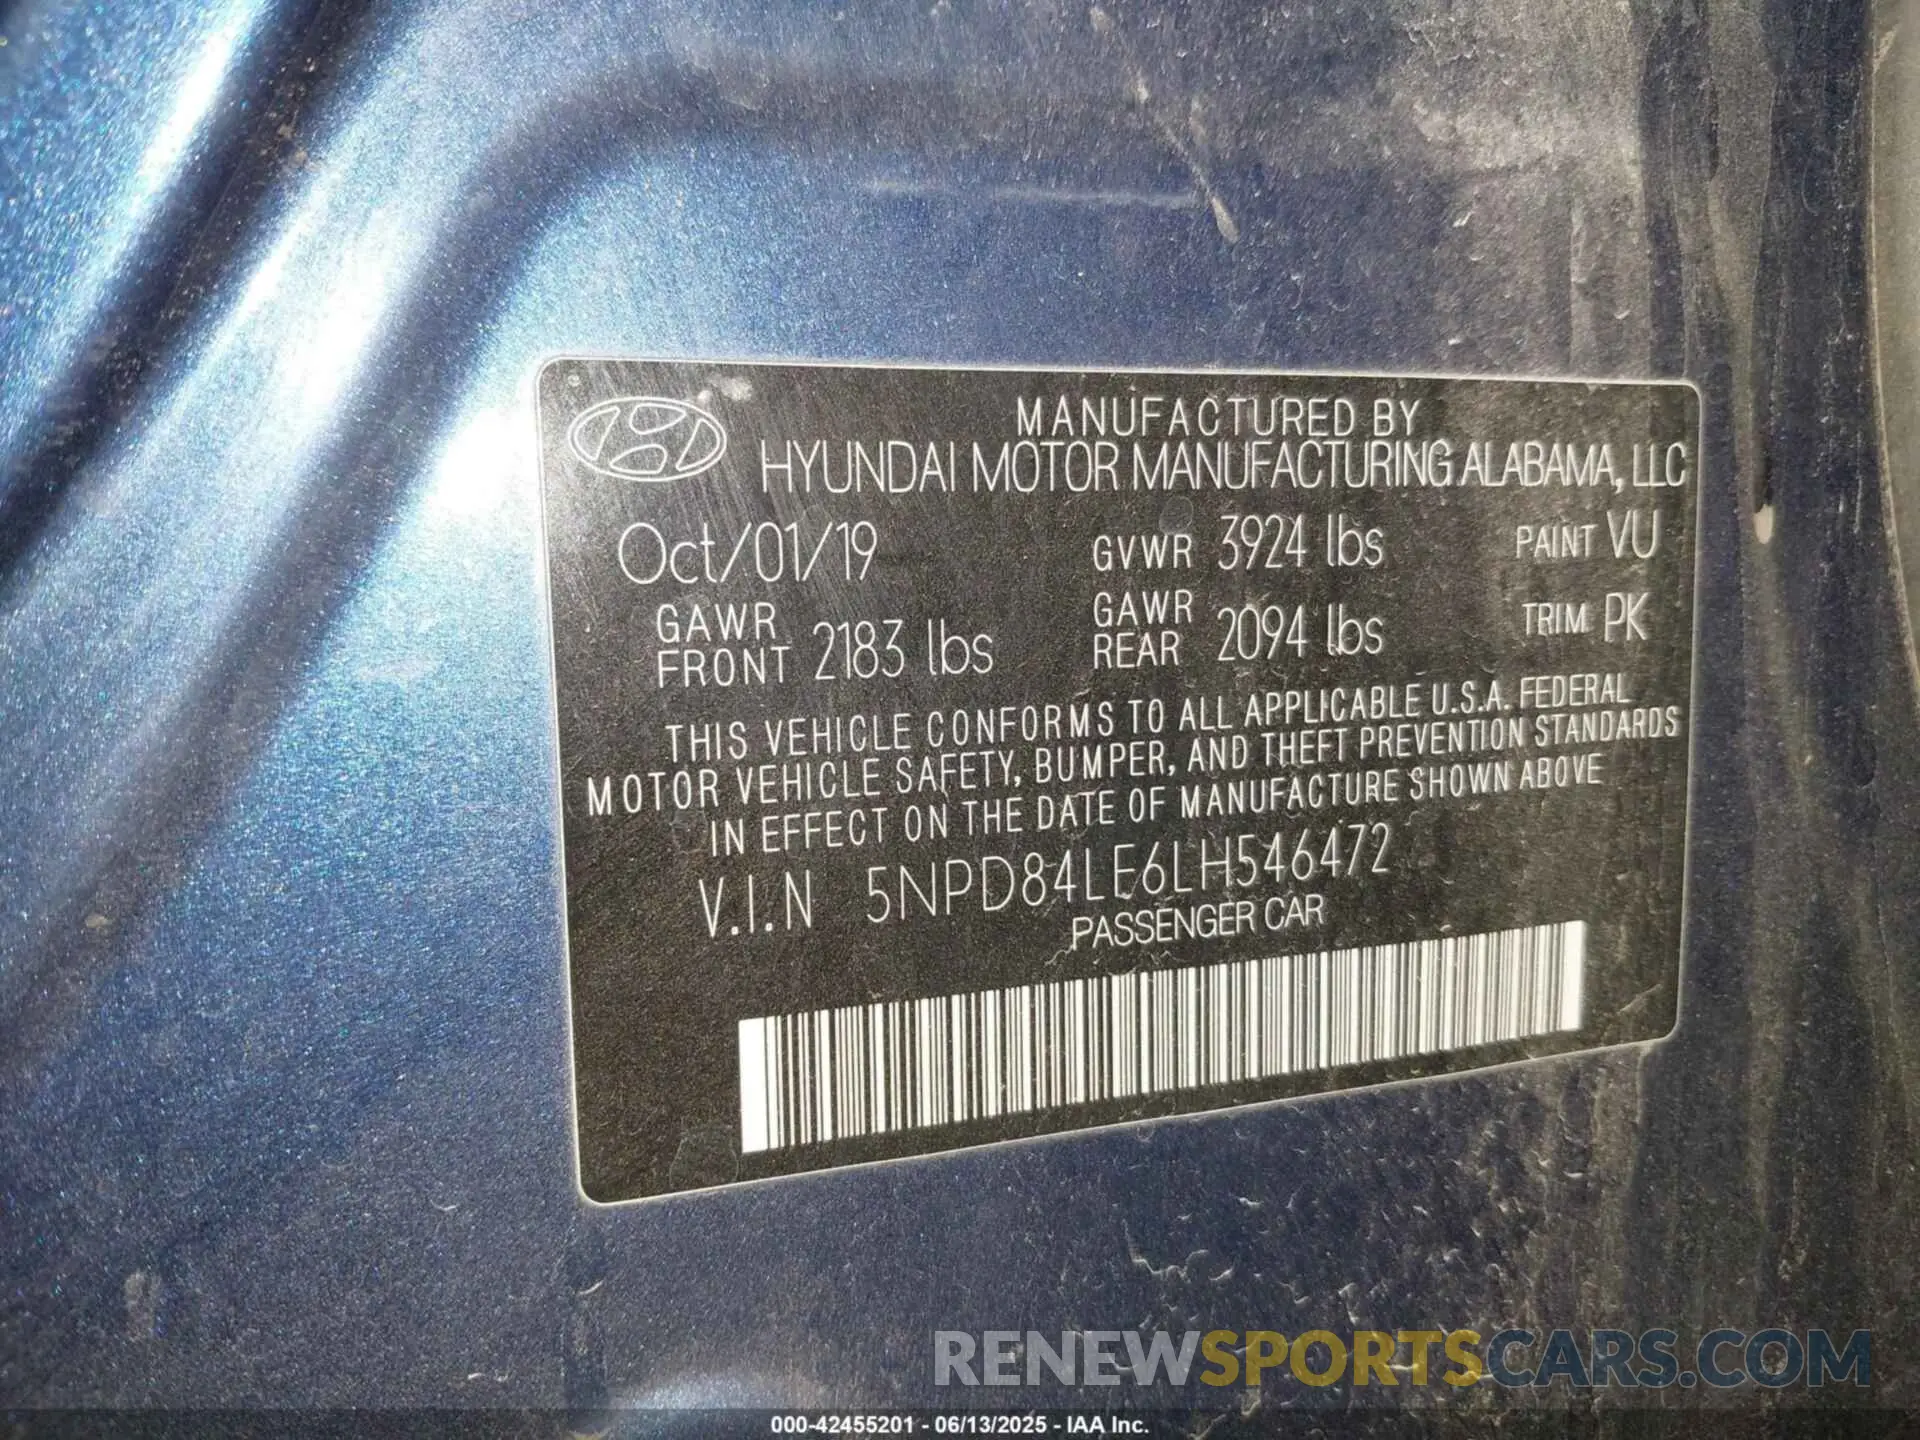 MANUFACTURED BY
HYUNDAI MOTOR MANUFACTURING ALABAMA, LLC
Oct/01/19 GVWR 3924 lbs PAINT VU
GAWR FRONT 2183 lbs GAWR REAR 2094 lbs TRIM PK
THIS VEHICLE CONFORMS TO ALL APPLICABLE U.S.A. FEDERAL
MOTOR VEHICLE SAFETY, BUMPER, AND THEFT PREVENTION STANDARDS
IN EFFECT ON THE DATE OF MANUFACTURE SHOWN ABOVE
V.I.N 5NPD84LE6LH546472
PASSENGER CAR
RENEWSPORTSCARS.COM
000-42455201 - 06/13/2025 - IAA Inc.